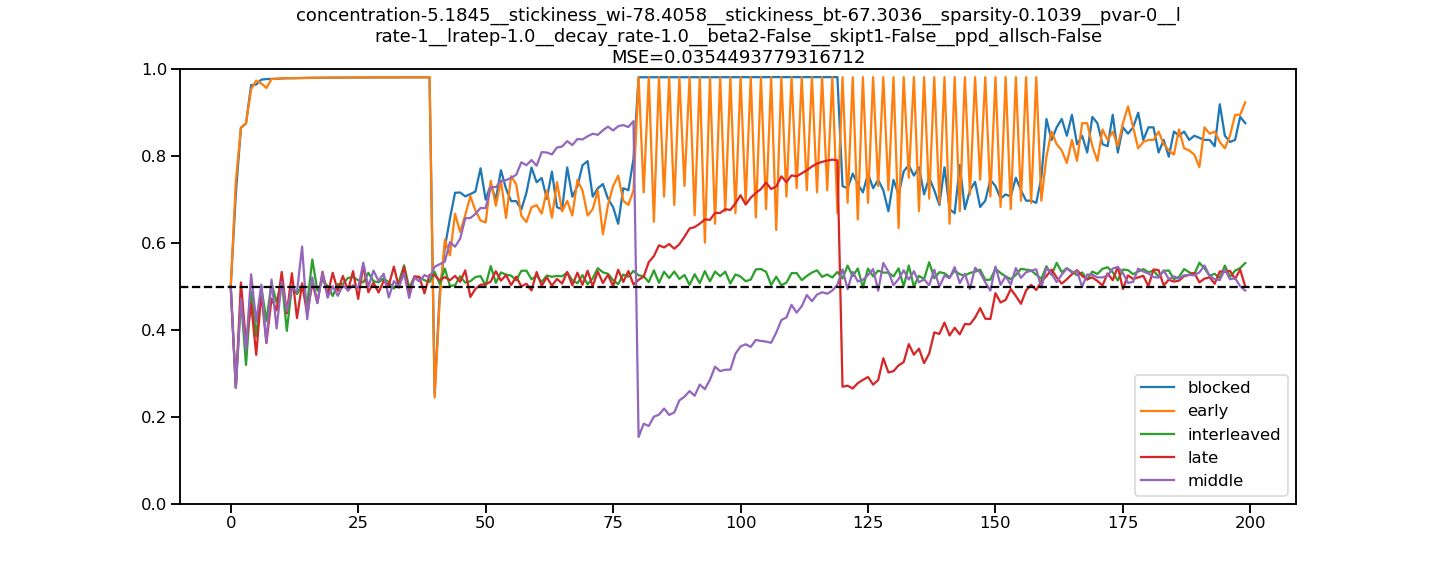 concentration-5.1845__stickiness_wi-78.4058__stickiness_bt-67.3036__sparsity-0.1039__pvar-0__l
rate-1__lratep-1.0__decay_rate-1.0__beta2-False__skipt1-False__ppd_allsch-False
MSE=0.0354493779316712
1.0
0.8
0.6
0.4
0.2
0.0
0 25 50 75 100 125 150 175 200
blocked
early
interleaved
late
middle